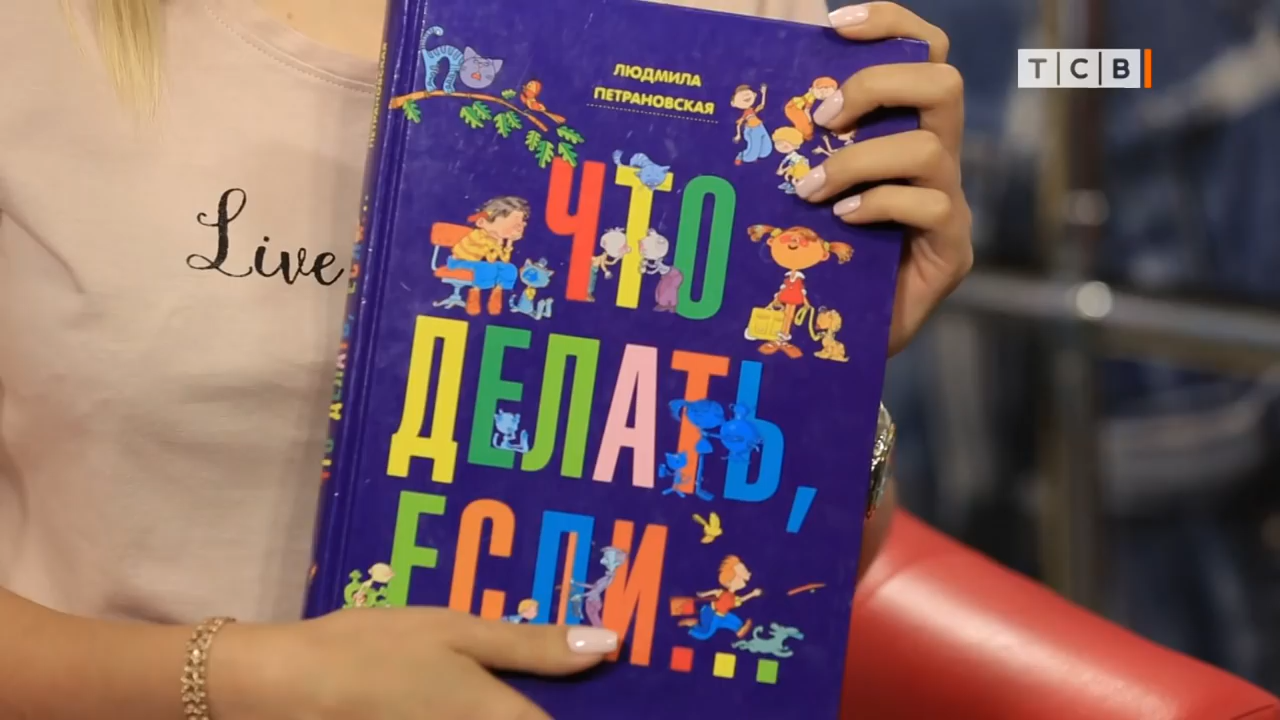 ТСВ
ЛЮДМИЛА
ПЕТРАНОВСКАЯ
ЧТО
ДЕЛАТЬ,
ЕСЛИ...
Live